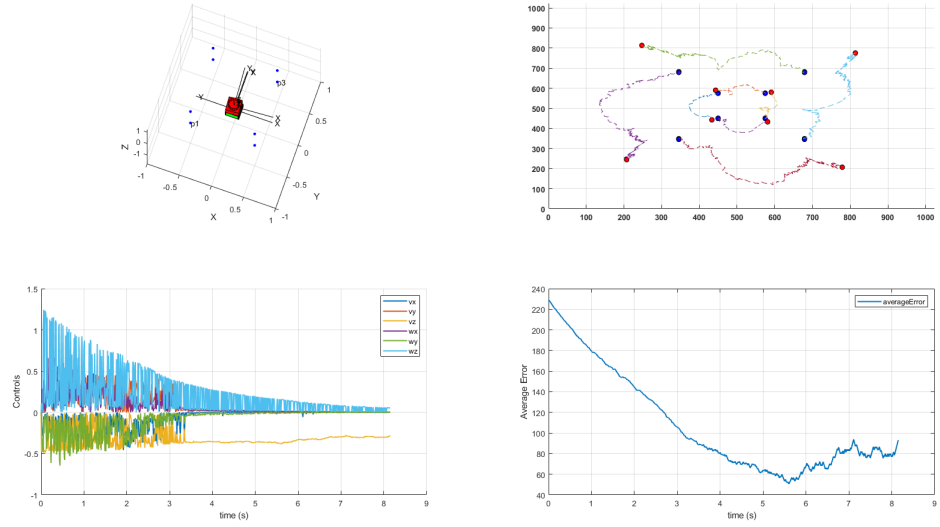 Y
X
Y
p3
X
X
p1
1
0
-1
Z
-1
-0.5
0
0.5
1
X
-1
-0.5
0
0.5
1
Y
1000
900
800
700
600
500
400
300
200
100
0
0 100 200 300 400 500 600 700 800 900 1000
1.5
1
0.5
0
-0.5
-1
Controls
0 1 2 3 4 5 6 7 8 9
time (s)
vx
vy
vz
wx
wy
wz
240
220
200
180
160
140
120
100
80
60
40
Average Error
0 1 2 3 4 5 6 7 8 9
time (s)
averageError